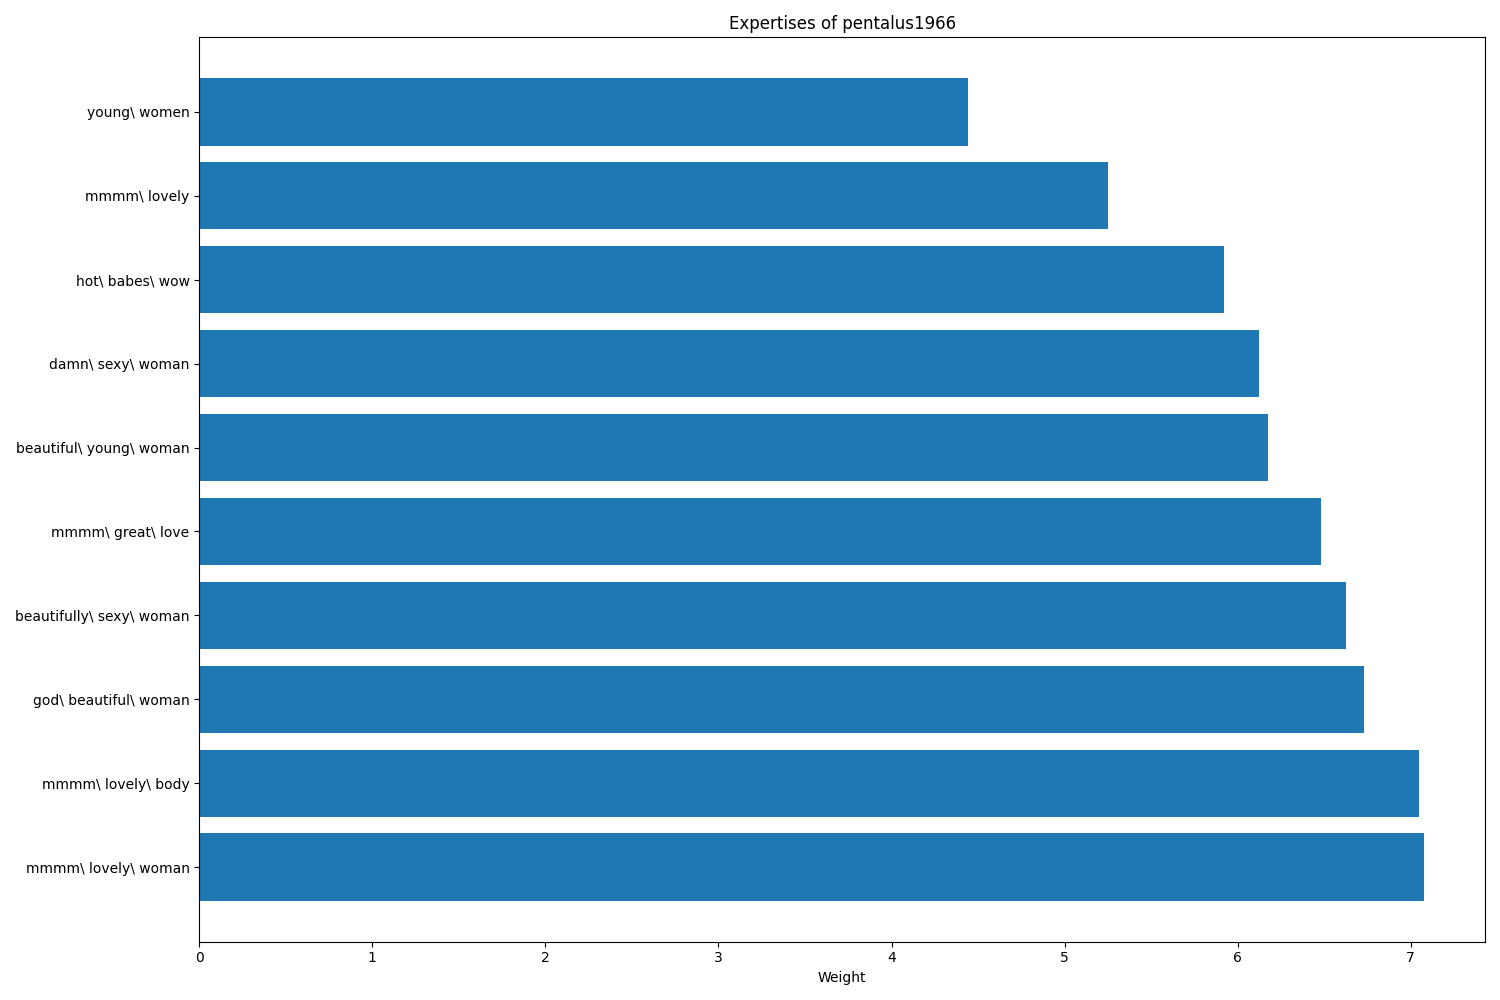 Expertises of pentalus1966
young\ women
mmmm\ lovely
hot\ babes\ wow
damn\ sexy\ woman
beautiful\ young\ woman
mmmm\ great\ love
beautifully\ sexy\ woman
god\ beautiful\ woman
mmmm\ lovely\ body
mmmm\ lovely\ woman
0 1 2 3 4 5 6 7
Weight